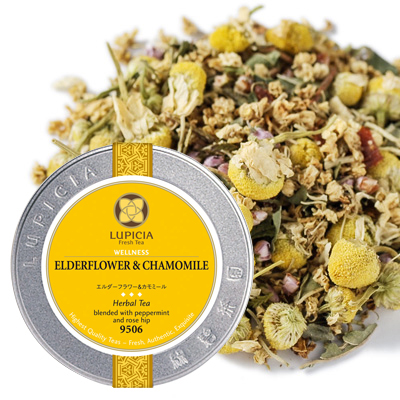 LUPICIA
LUPICIA
Fresh Tea
WELLNESS
ELDERFLOWER & CHAMOMILE
エルダーフラワー&カモミール
Herbal Tea
blended with peppermint
and rose hip
9506
Highest Quality Teas – Fresh, Authentic, Exquisite